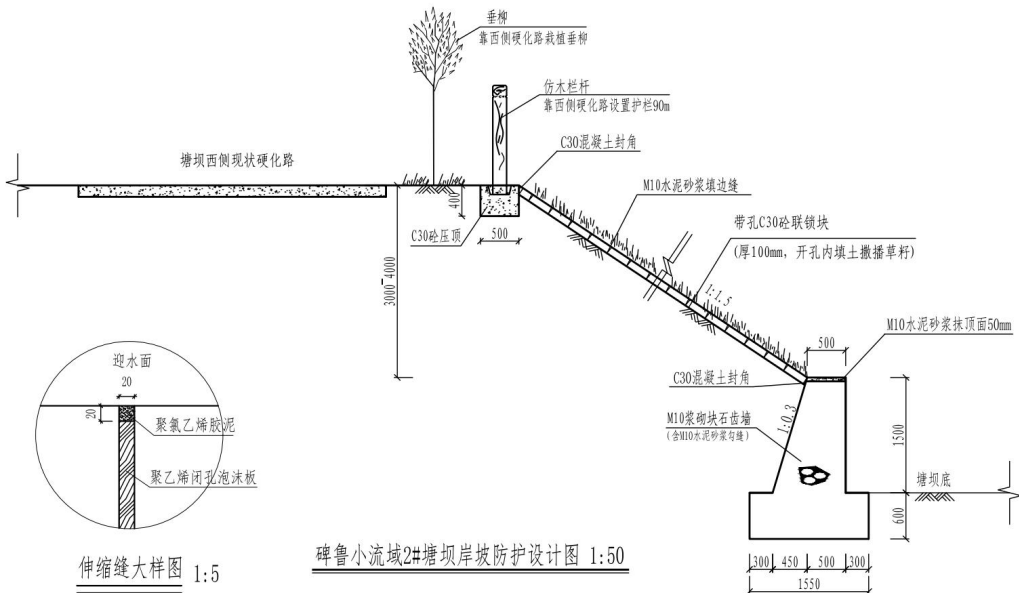 垂柳
靠西侧硬化路栽植垂柳
仿木栏杆
靠西侧硬化路设置护栏90m
C30混凝土封角
塘坝西侧现状硬化路
M10水泥砂浆填边缝
400
C30砼压顶
500
带孔C30砼联锁块
(厚100mm，开孔内填土撒播草籽)
3000-4000
1:1.5
M10水泥砂浆抹顶面50mm
500
迎水面
20
20
聚氯乙烯胶泥
聚乙烯闭孔泡沫板
C30混凝土封角
M10浆砌块石齿墙
(含M10水泥砂浆勾缝)
1:0.3
1500
塘坝底
600
300 450 500 300
1550
伸缩缝大样图 1:5
碑鲁小流域2#塘坝岸坡防护设计图 1:50